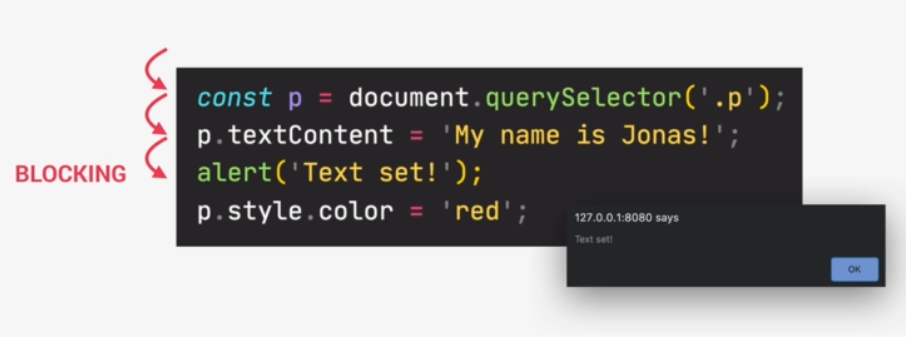 const p = document.querySelector('.p');
p.textContent = 'My name is Jonas!';
BLOCKING
alert('Text set!');
p.style.color = 'red';
127.0.0.1:8080 says
Text set!
OK